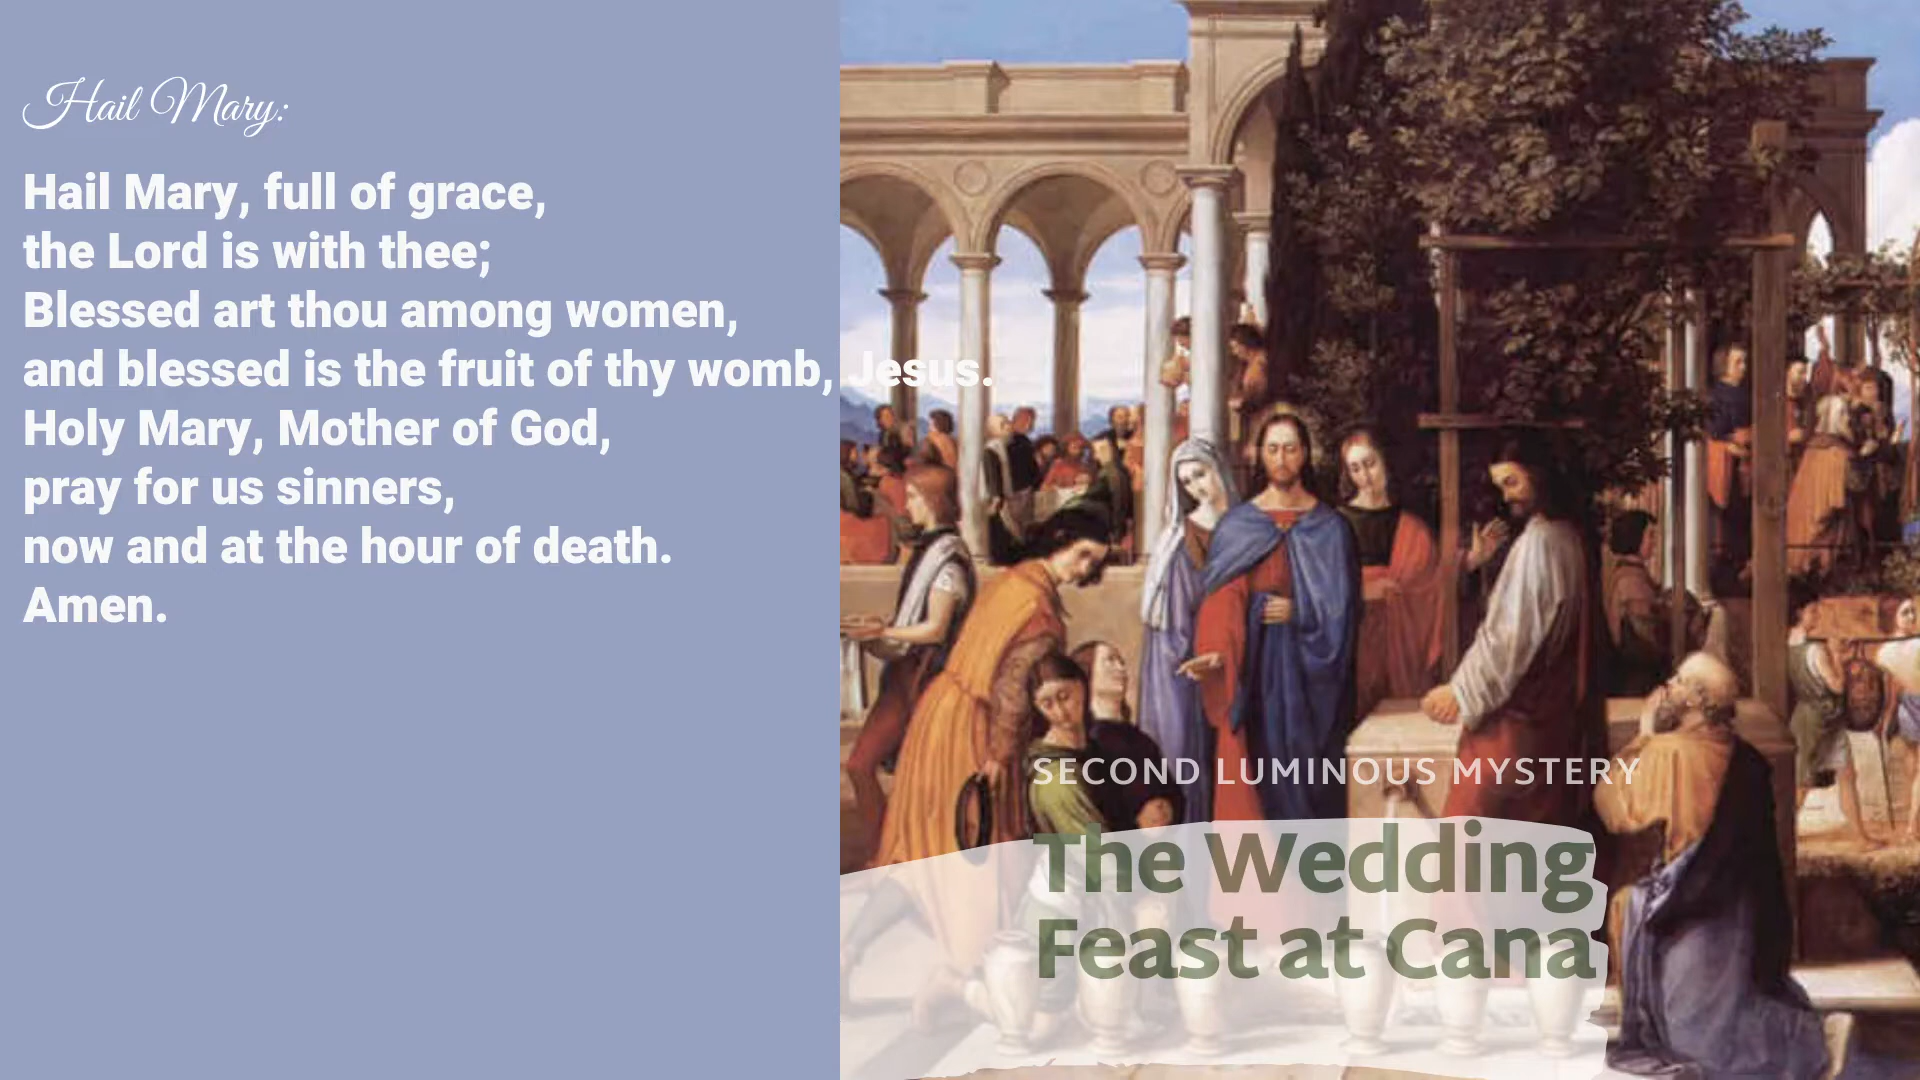 Hail Mary:
Hail Mary, full of grace,
the Lord is with thee;
Blessed art thou among women,
and blessed is the fruit of thy womb, Jesus.
Holy Mary, Mother of God,
pray for us sinners,
now and at the hour of death.
Amen.
SECOND LUMINOUS MYSTERY
The Wedding
Feast at Cana